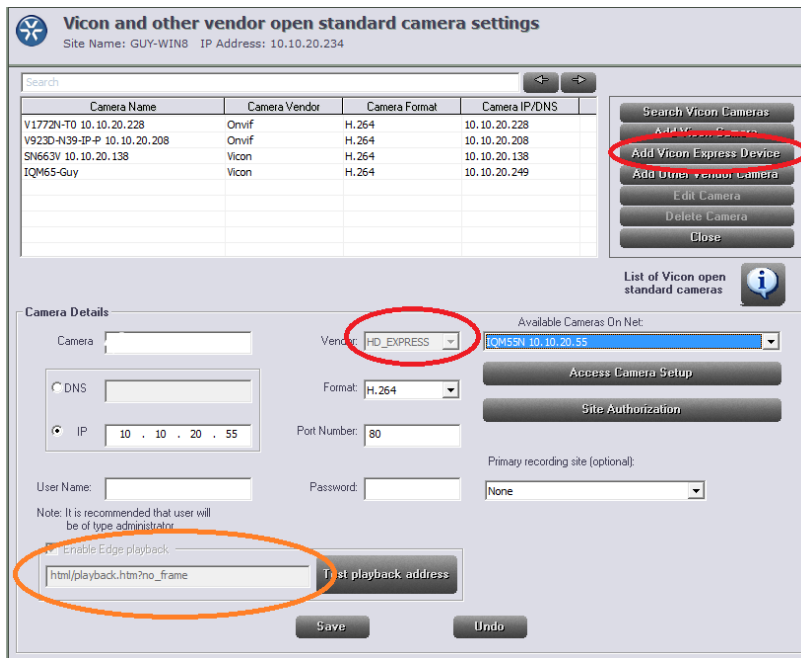 Vicon and other vendor open standard camera settings
Site Name: GUY-WIN8 IP Address: 10.10.20.234
Search
Camera Name Camera Vendor Camera Format Camera IP/DNS
V1772N-T0 10.10.20.228 Onvif H.264 10.10.20.228
V923D-N39-IP-P 10.10.20.208 Onvif H.264 10.10.20.208
SN663V 10.10.20.138 Vicon H.264 10.10.20.138
IQM65-Guy Vicon H.264 10.10.20.249
Search Vicon Cameras
Add Vicon Camera
Add Vicon Express Device
Add Other Vendor Camera
Edit Camera
Delete Camera
Close
List of Vicon open
standard cameras
Camera Details
Camera
Vendor: HD_EXPRESS
Available Cameras On Net:
IQM55N 10.10.20.55
DNS
Format: H.264
Access Camera Setup
IP 10 . 10 . 20 . 55
Port Number: 80
Site Authorization
Primary recording site (optional):
User Name:
Password:
None
Note: It is recommended that user will
be of type administrator
Enable Edge playback
html/playback.htm?no_frame
Test playback address
Save
Undo